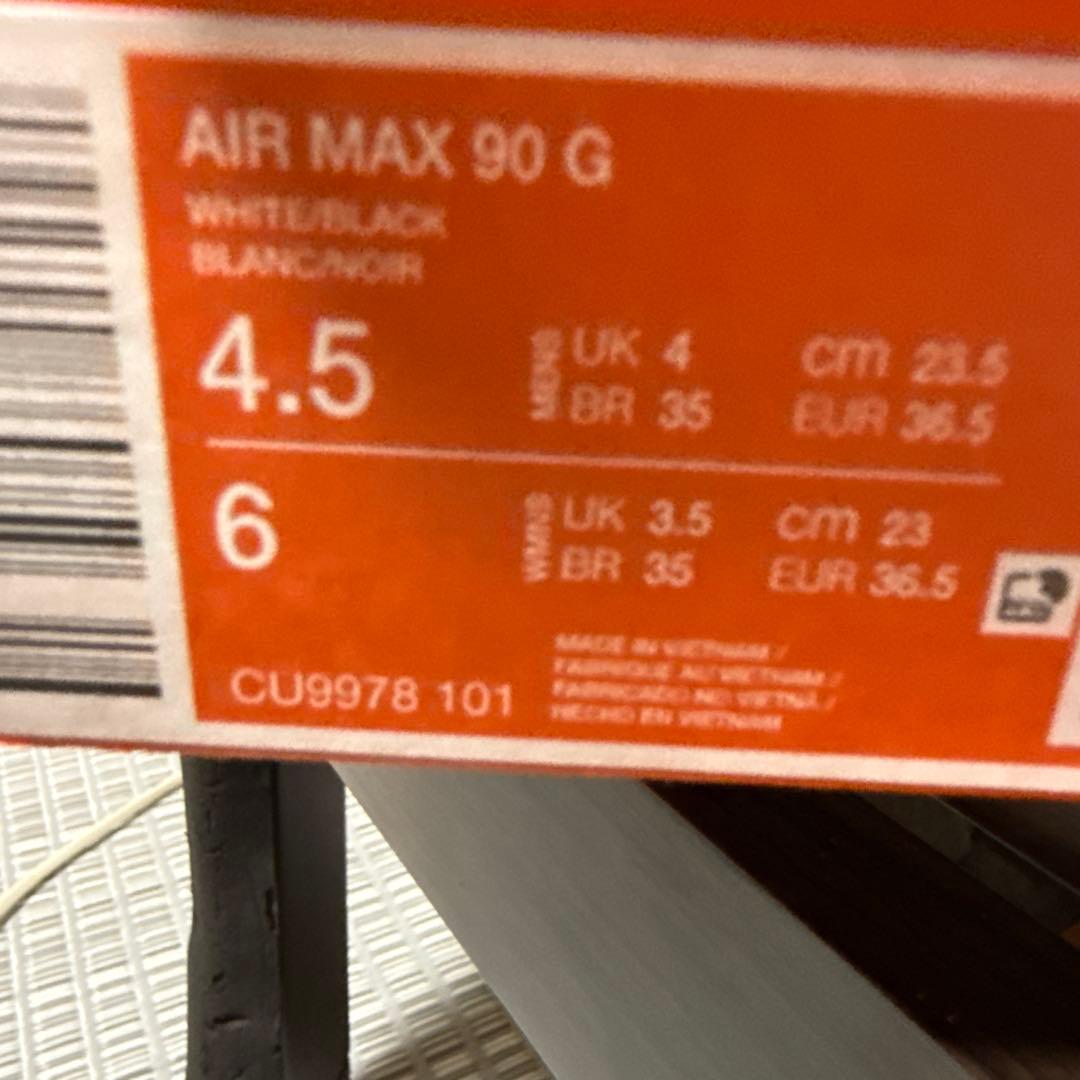 AIR MAX 90 G
WHITE/BLACK
BLANC/NOIR
4.5
MENS
UK 4
cm 23.5
BR 35
EUR 36.5
6
WMNS
UK 3.5
cm 23
BR 35
EUR 36.5
CU9978 101
MADE IN VIETNAM /
FABRIQUÉ AU VIETNAM /
FABRICADO NO VIETNÃ /
HECHO EN VIETNAM